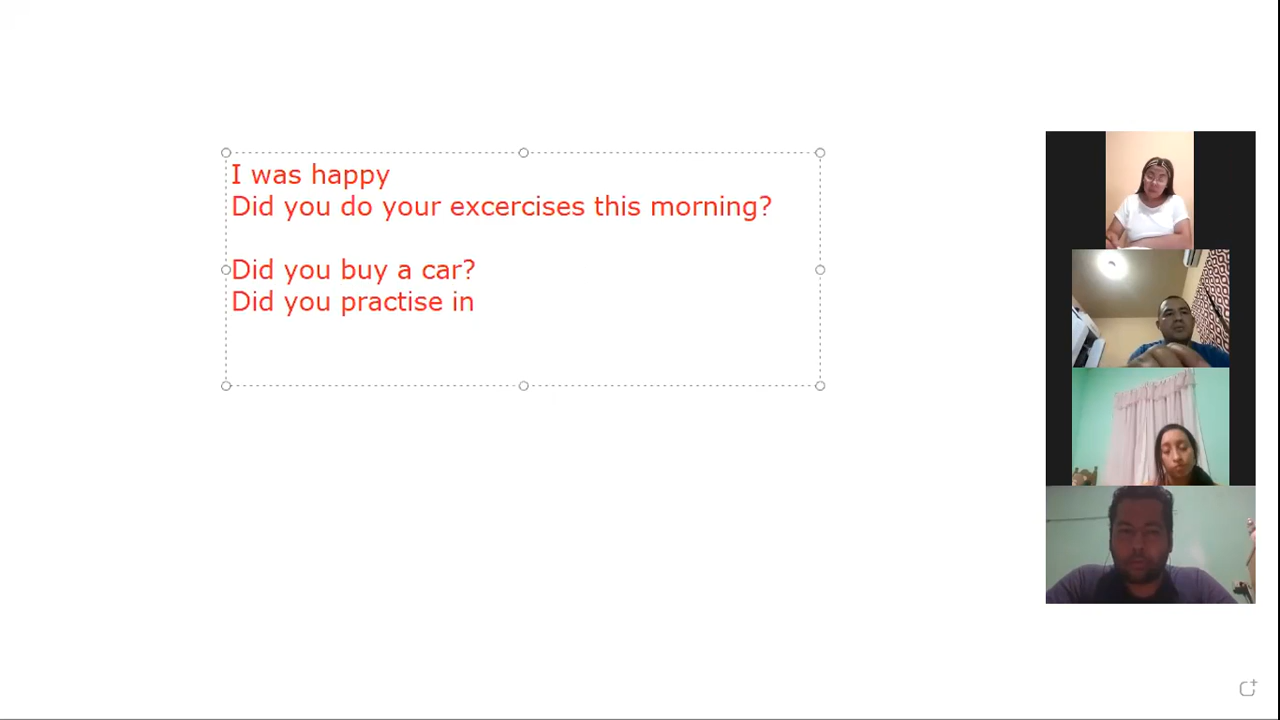 I was happy
Did you do your excercises this morning?
Did you buy a car?
Did you practise in